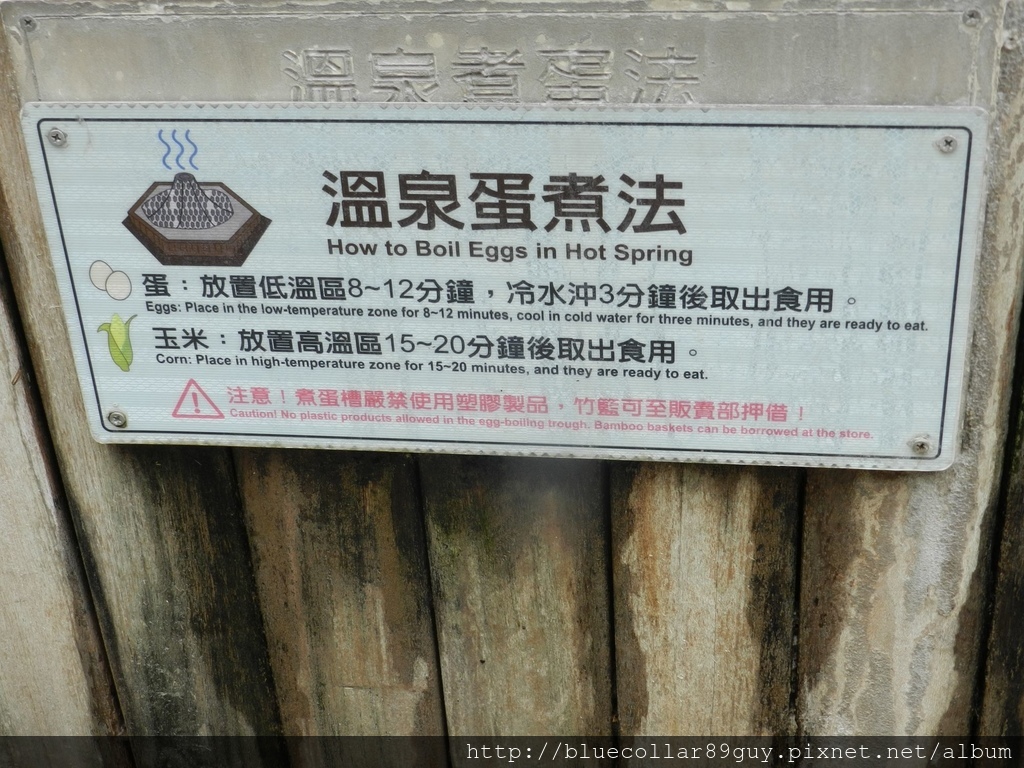 溫泉煮蛋法
溫泉蛋煮法
How to Boil Eggs in Hot Spring
蛋：放置低溫區8~12分鐘，冷水沖3分鐘後取出食用。
Eggs: Place in the low-temperature zone for 8~12 minutes, cool in cold water for three minutes, and they are ready to eat.
玉米：放置高溫區15~20分鐘後取出食用。
Corn: Place in high-temperature zone for 15~20 minutes, and they are ready to eat.
注意！煮蛋槽嚴禁使用塑膠製品，竹籃可至販賣部押借！
Caution! No plastic products allowed in the egg-boiling trough. Bamboo baskets can be borrowed at the store.
http://bluecollar89guy.pixnet.net/album